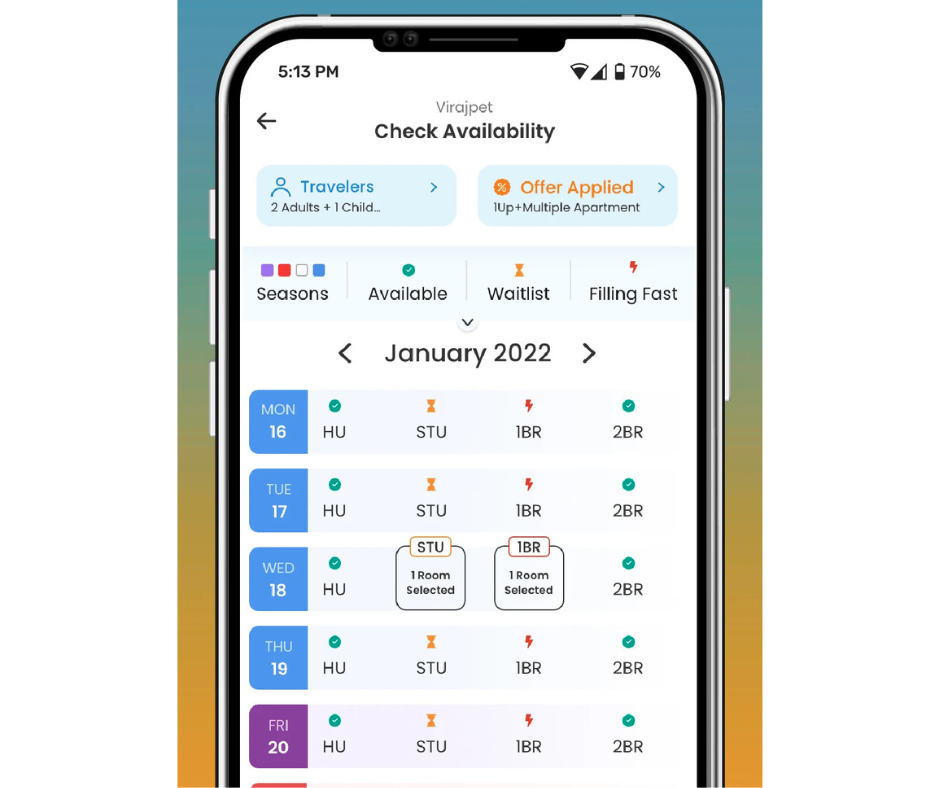 5:13 PM
70%
Virajpet
Check Availability
Travelers
2 Adults + 1 Child...
Offer Applied
1Up+Multiple Apartment
Seasons
Available
Waitlist
Filling Fast
January 2022
MON
16
HU
STU
1BR
2BR
TUE
17
HU
STU
1BR
2BR
WED
18
HU
STU
1 Room
Selected
1BR
1 Room
Selected
2BR
THU
19
HU
STU
1BR
2BR
FRI
20
HU
STU
1BR
2BR